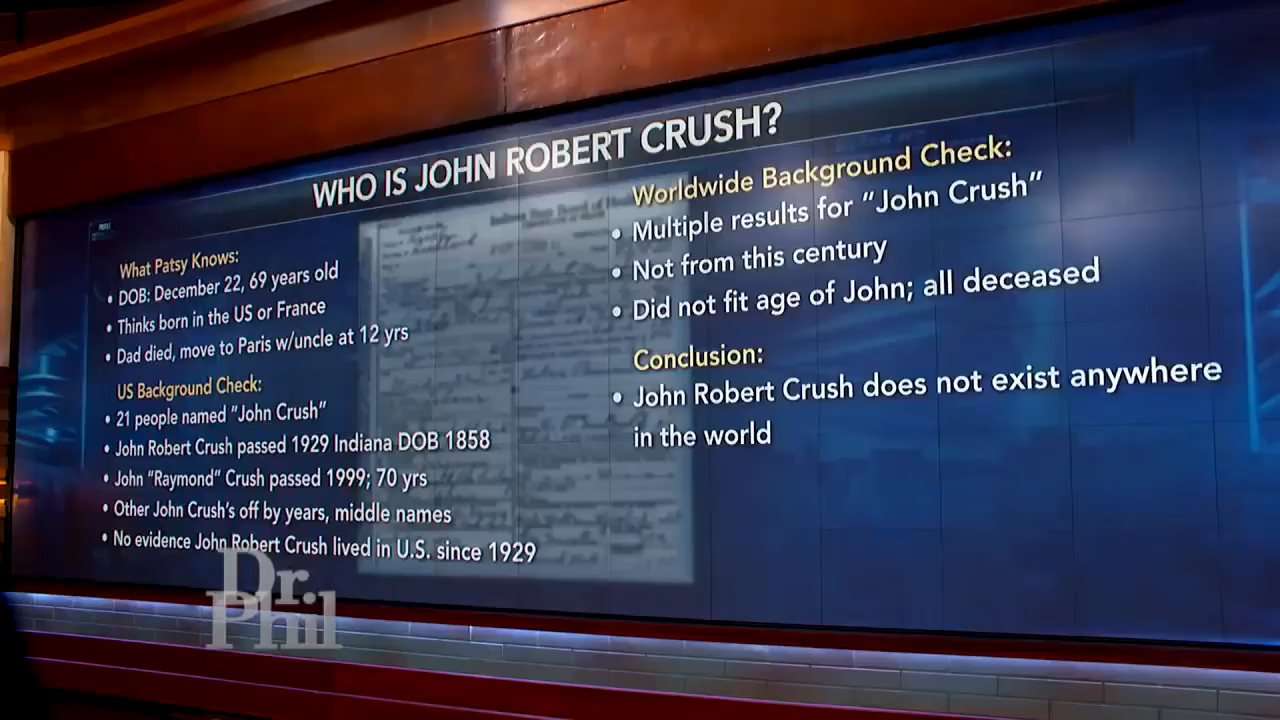 WHO IS JOHN ROBERT CRUSH?
What Patsy Knows:
• DOB: December 22, 69 years old
• Thinks born in the US or France
• Dad died, move to Paris w/uncle at 12 yrs
US Background Check:
• 21 people named “John Crush”
• John Robert Crush passed 1929 Indiana DOB 1858
• John “Raymond” Crush passed 1999; 70 yrs
• Other John Crush’s off by years, middle names
• No evidence John Robert Crush lived in U.S. since 1929
Worldwide Background Check:
• Multiple results for “John Crush”
• Not from this century
• Did not fit age of John; all deceased
Conclusion:
• John Robert Crush does not exist anywhere
in the world
Dr.
Phil